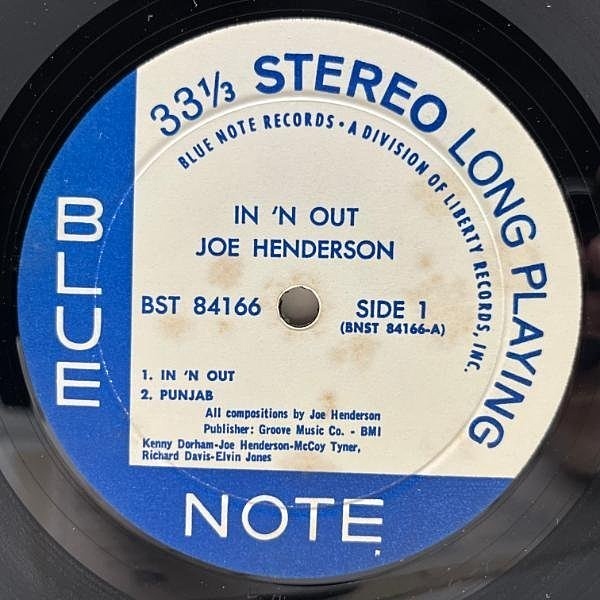 33⅓ STEREO LONG PLAYING
BLUE NOTE RECORDS • A DIVISION OF LIBERTY RECORDS, INC.
IN 'N OUT
JOE HENDERSON
BST 84166
SIDE 1
(BNST 84166-A)
1. IN 'N OUT
2. PUNJAB
All compositions by Joe Henderson
Publisher: Groove Music Co. - BMI
Kenny Dorham-Joe Henderson-McCoy Tyner,
Richard Davis-Elvin Jones
BLUE
NOTE